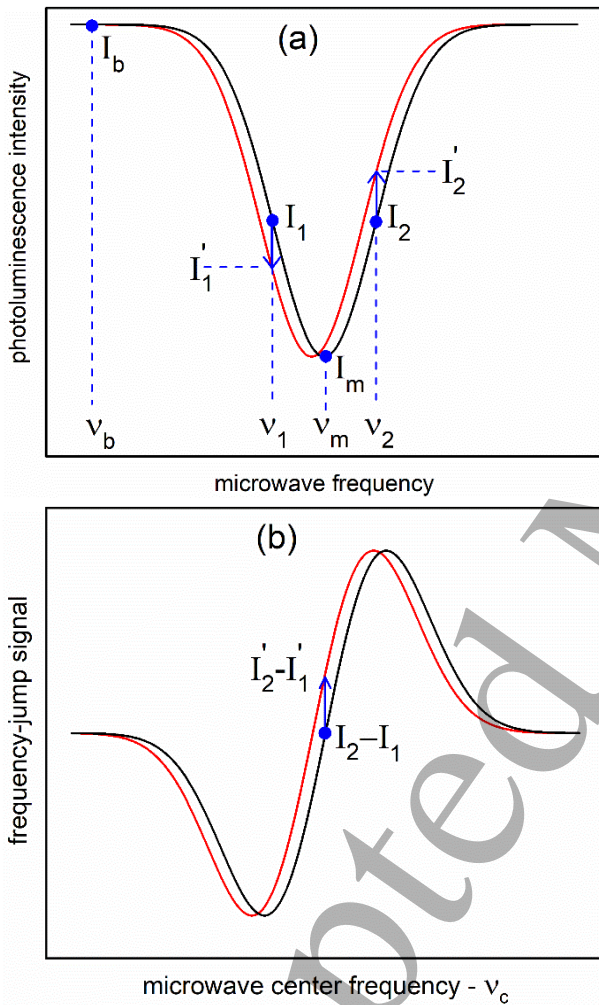 (a)
I_b
photoluminescence intensity
I_1
I_2
I'_1
I'_2
I_m
ν_b
ν_1
ν_m
ν_2
microwave frequency
(b)
frequency-jump signal
I'_2-I'_1
I_2–I_1
microwave center frequency - ν_c
pted M